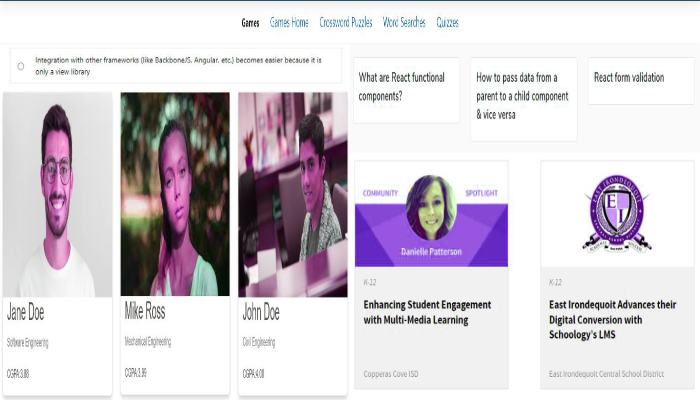 Games Games Home Crossword Puzzles Word Searches Quizzes
Integration with other frameworks (like BackboneJS, Angular, etc.) becomes easier because it is
only a view library
What are React functional
components?
How to pass data from a
parent to a child component
& vice versa
React form validation
Jane Doe
Software Engineering
CGPA:3.88
Mike Ross
Mechanical Engineering
CGPA:3.99
John Doe
Civil Engineering
CGPA:4.00
COMMUNITY SPOTLIGHT
Danielle Patterson
K-12
Enhancing Student Engagement
with Multi-Media Learning
Copperas Cove ISD
EAST IRONDEQUOIT
E I
K-12
East Irondequoit Advances their
Digital Conversion with
Schoology's LMS
East Irondequoit Central School District